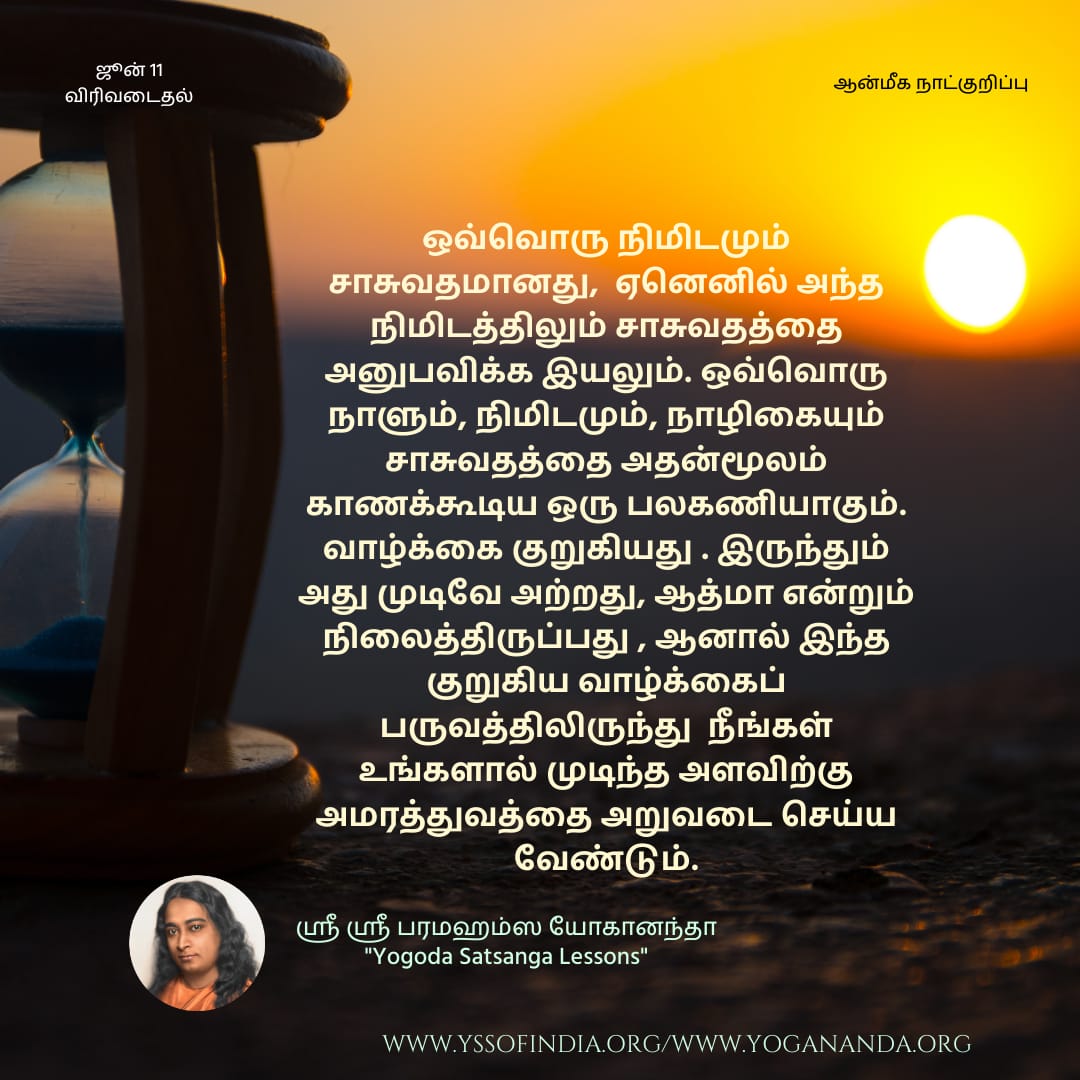 ஜூன் 11
விரிவடைதல்
ஆன்மீக நாட்குறிப்பு
ஒவ்வொரு நிமிடமும்
சாசுவதமானது, ஏனெனில் அந்த
நிமிடத்திலும் சாசுவதத்தை
அனுபவிக்க இயலும். ஒவ்வொரு
நாளும், நிமிடமும், நாழிகையும்
சாசுவதத்தை அதன்மூலம்
காணக்கூடிய ஒரு பலகணியாகும்.
வாழ்க்கை குறுகியது . இருந்தும்
அது முடிவே அற்றது, ஆத்மா என்றும்
நிலைத்திருப்பது , ஆனால் இந்த
குறுகிய வாழ்க்கைப்
பருவத்திலிருந்து நீங்கள்
உங்களால் முடிந்த அளவிற்கு
அமரத்துவத்தை அறுவடை செய்ய
வேண்டும்.
ஸ்ரீ ஸ்ரீ பரமஹம்ஸ யோகானந்தா
"Yogoda Satsanga Lessons"
WWW.YSSOFINDIA.ORG/WWW.YOGANANDA.ORG